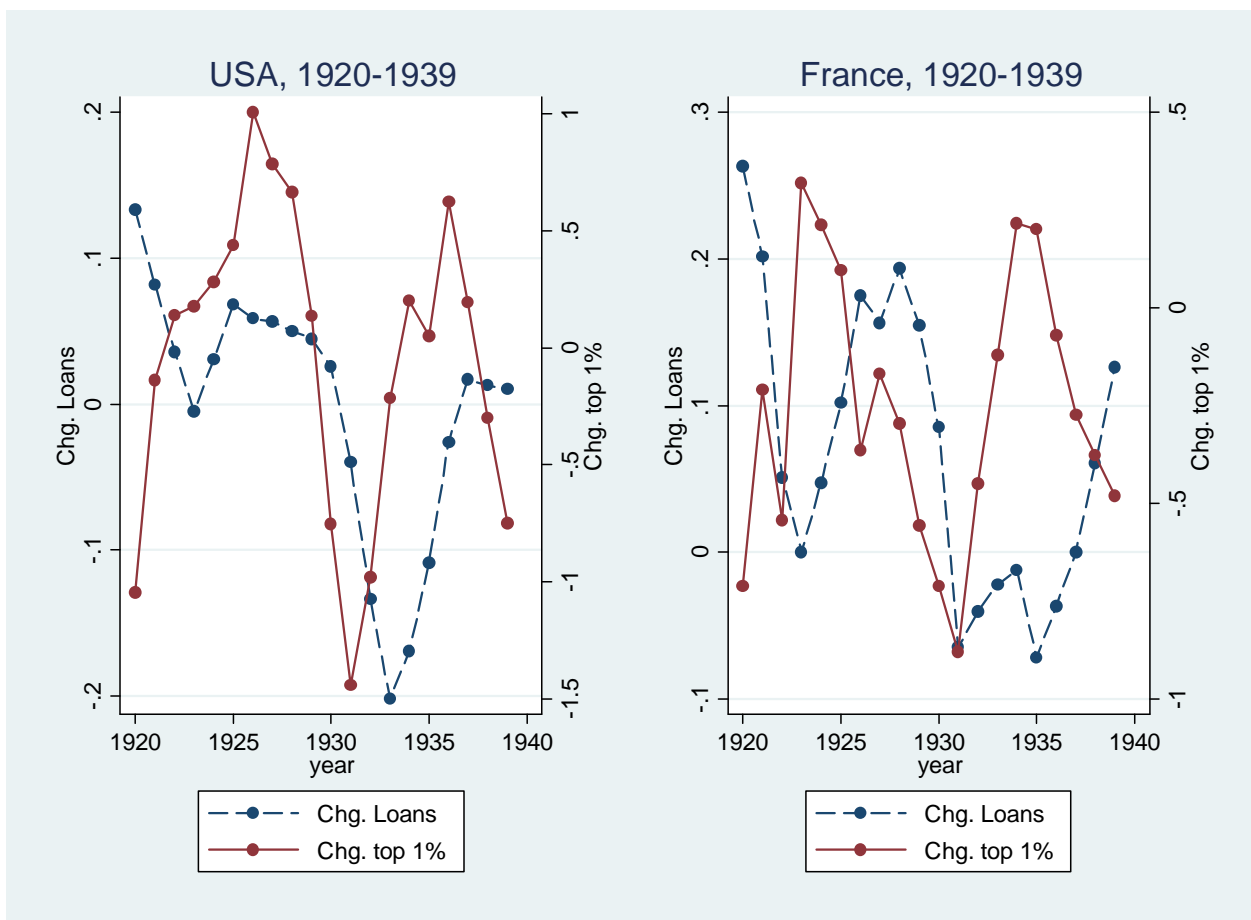 USA, 1920-1939
.2
.1
0
-.1
-.2
Chg. Loans
1
.5
0
-.5
-1
-1.5
Chg. top 1%
1920 1925 1930 1935 1940
year
Chg. Loans
Chg. top 1%
France, 1920-1939
.3
.2
.1
0
-.1
Chg. Loans
.5
0
-.5
-1
Chg. top 1%
1920 1925 1930 1935 1940
year
Chg. Loans
Chg. top 1%